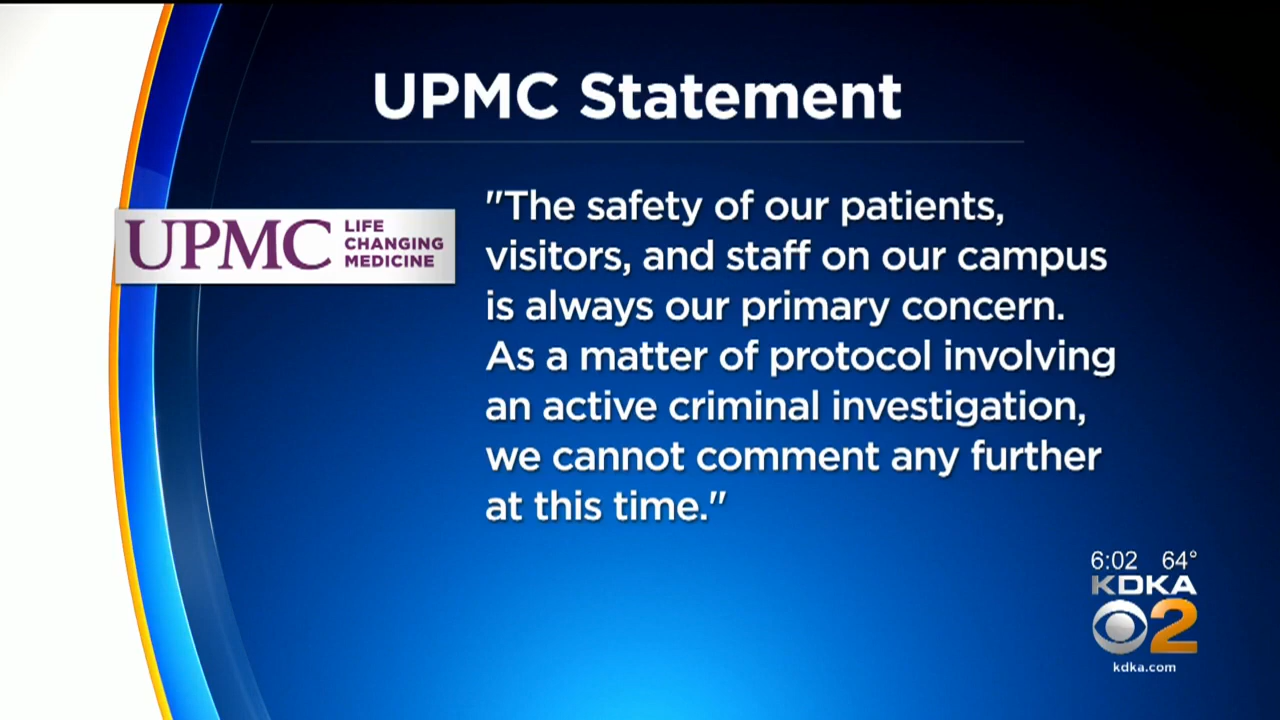 UPMC Statement
UPMC
LIFE
CHANGING
MEDICINE
"The safety of our patients,
visitors, and staff on our campus
is always our primary concern.
As a matter of protocol involving
an active criminal investigation,
we cannot comment any further
at this time."
6:02 64°
KDKA
2
kdka.com